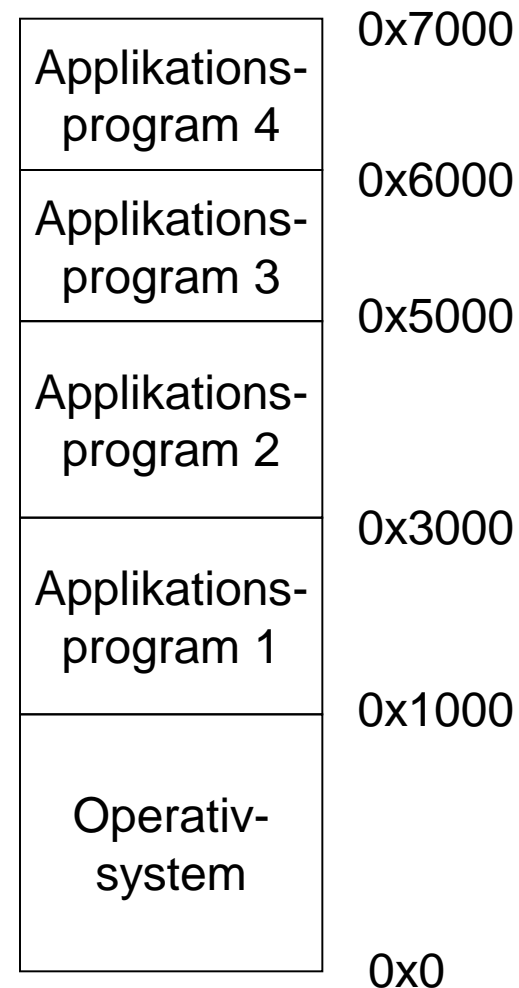 0x7000
Applikations-
program 4
0x6000
Applikations-
program 3
0x5000
Applikations-
program 2
0x3000
Applikations-
program 1
0x1000
Operativ-
system
0x0